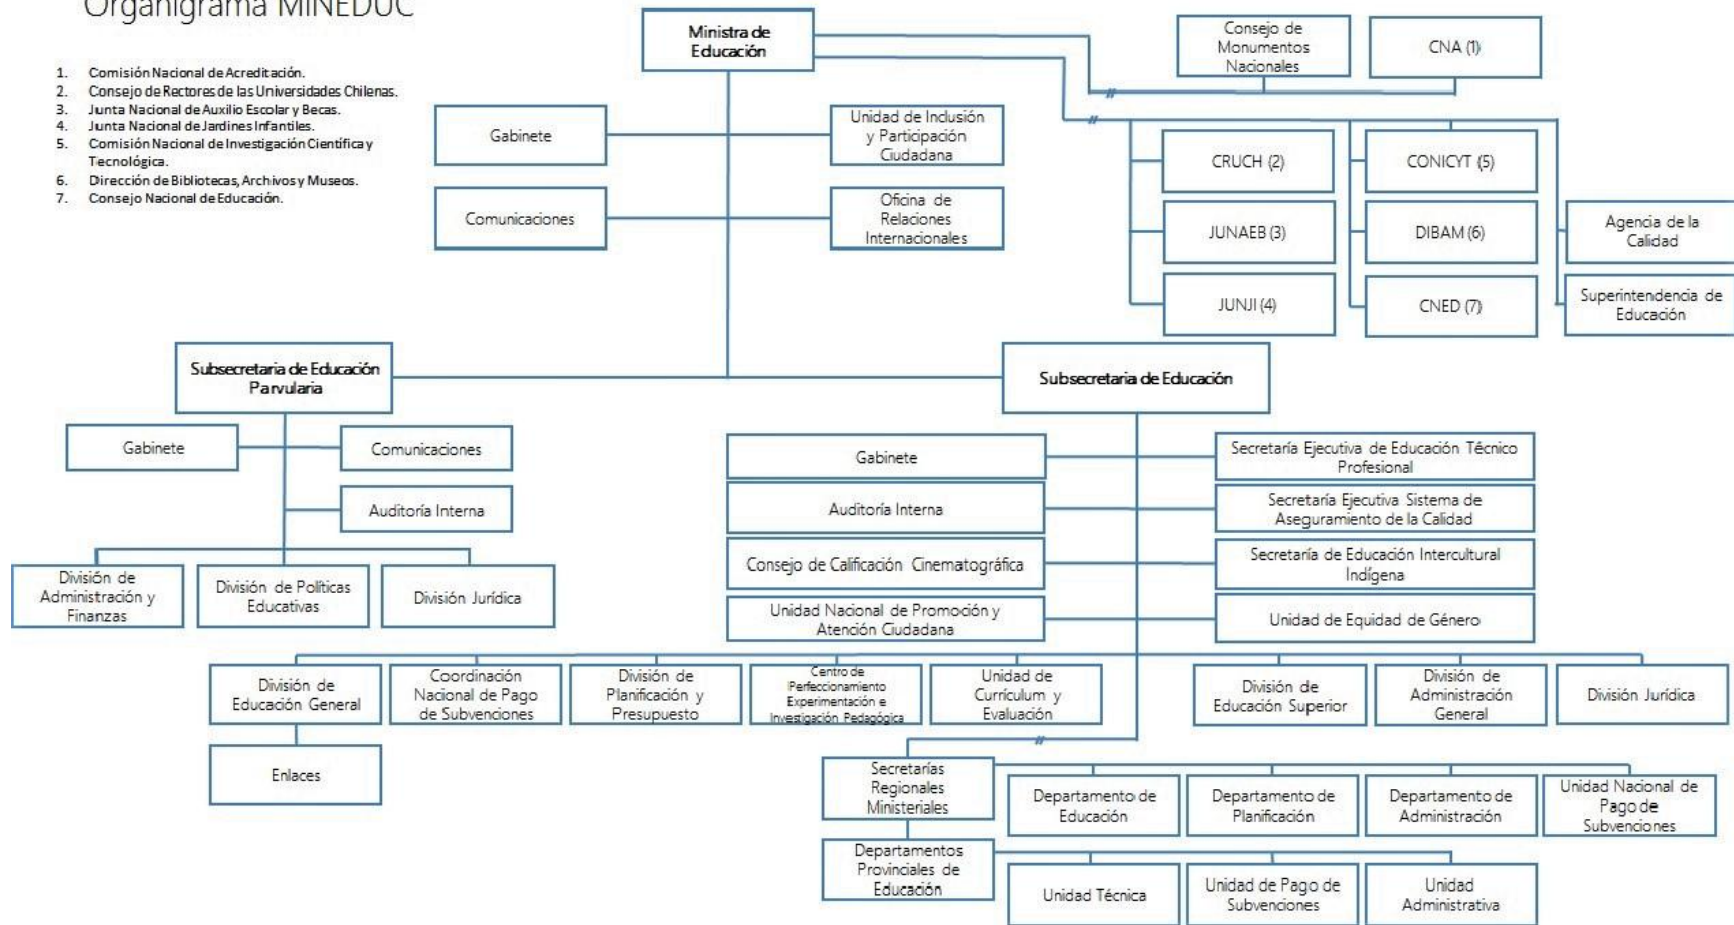 Organigrama MINEDUC
1. Comisión Nacional de Acreditación.
2. Consejo de Rectores de las Universidades Chilenas.
3. Junta Nacional de Auxilio Escolar y Becas.
4. Junta Nacional de Jardines Infantiles.
5. Comisión Nacional de Investigación Científica y
Tecnológica.
6. Dirección de Bibliotecas, Archivos y Museos.
7. Consejo Nacional de Educación.
Ministra de
Educación
Consejo de
Monumentos
Nacionales
CNA (1)
Gabinete
Unidad de Inclusión
y Participación
Ciudadana
Comunicaciones
Oficina de
Relaciones
Internacionales
CRUCH (2)
CONICYT (5)
JUNAEB (3)
DIBAM (6)
Agencia de la
Calidad
JUNJI (4)
CNED (7)
Superintendencia de
Educación
Subsecretaria de Educación
Parvularia
Subsecretaria de Educación
Gabinete
Comunicaciones
Auditoría Interna
División de
Administración y
Finanzas
División de Políticas
Educativas
División Jurídica
Gabinete
Secretaría Ejecutiva de Educación Técnico
Profesional
Auditoría Interna
Secretaría Ejecutiva Sistema de
Aseguramiento de la Calidad
Consejo de Calificación Cinematográfica
Secretaría de Educación Intercultural
Indígena
Unidad Nacional de Promoción y
Atención Ciudadana
Unidad de Equidad de Género
División de
Educación General
Coordinación
Nacional de Pago
de Subvenciones
División de
Planificación y
Presupuesto
Centro de
Perfeccionamiento
Experimentación e
Investigación Pedagógica
Unidad de
Currículum y
Evaluación
División de
Educación Superior
División de
Administración
General
División Jurídica
Enlaces
Secretarías
Regionales
Ministeriales
Departamento de
Educación
Departamento de
Planificación
Departamento de
Administración
Unidad Nacional de
Pago de
Subvenciones
Departamentos
Provinciales de
Educación
Unidad Técnica
Unidad de Pago de
Subvenciones
Unidad
Administrativa